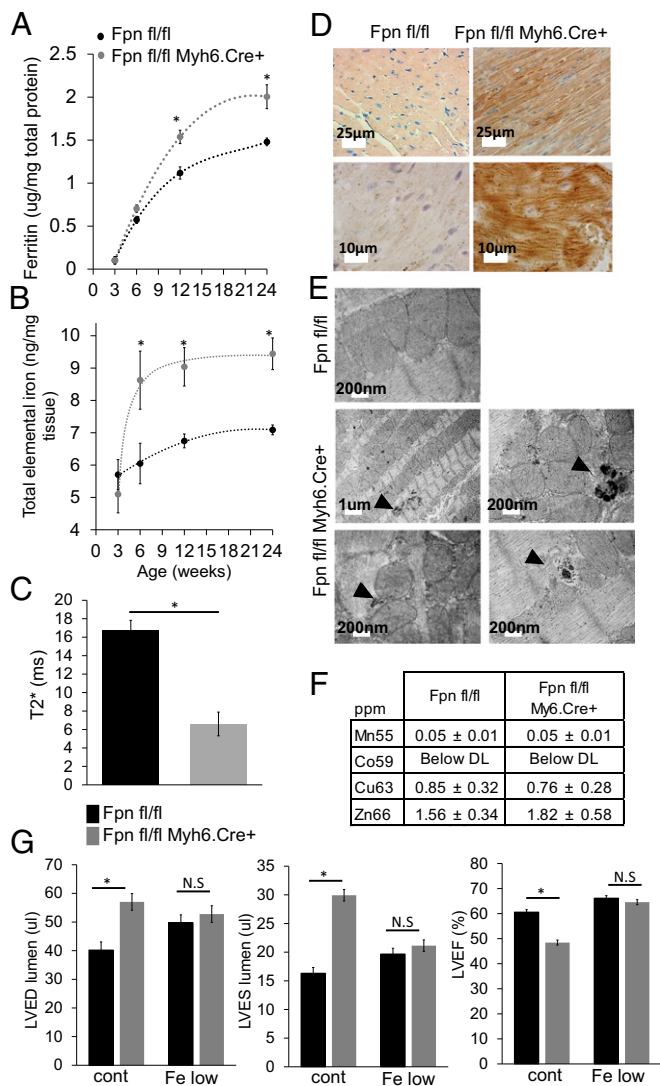 A
Fpn fl/fl
Fpn fl/fl Myh6.Cre+
Ferritin (ug/mg total protein)
2.5
2
1.5
1
0.5
0
*
*
0 3 6 9 12 15 18 21 24
B
Total elemental iron (ng/mg tissue)
11
10
9
8
7
6
5
4
*
*
*
0 3 6 9 12 15 18 21 24
Age (weeks)
C
T2* (ms)
18
16
14
12
10
8
6
4
2
0
*
Fpn fl/fl
Fpn fl/fl Myh6.Cre+
D
Fpn fl/fl Fpn fl/fl Myh6.Cre+
25µm
25µm
10µm
10µm
E
Fpn fl/fl
200nm
Fpn fl/fl Myh6.Cre+
1um
200nm
200nm
200nm
F
ppm Fpn fl/fl Fpn fl/fl
My6.Cre+
Mn55 0.05 ± 0.01 0.05 ± 0.01
Co59 Below DL Below DL
Cu63 0.85 ± 0.32 0.76 ± 0.28
Zn66 1.56 ± 0.34 1.82 ± 0.58
G
LVED lumen (ul)
70
60
50
40
30
20
10
0
*
N.S
cont Fe low
LVES lumen (ul)
35
30
25
20
15
10
5
0
*
N.S
cont Fe low
LVEF (%)
80
70
60
50
40
30
20
10
0
*
N.S
cont Fe low